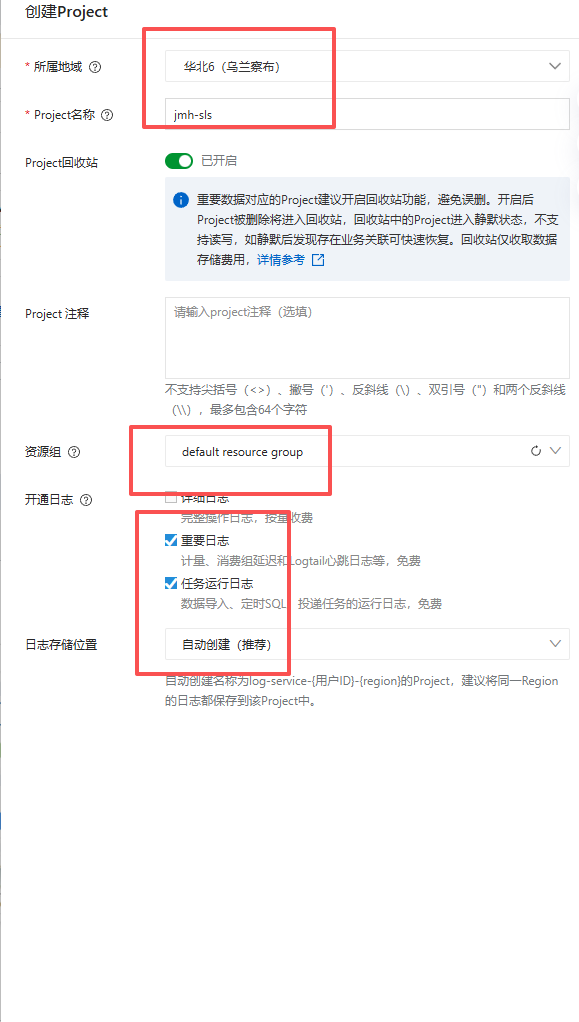 创建Project
* 所属地域
华北6（乌兰察布）
* Project名称
jmh-sls
Project回收站
已开启
重要数据对应的Project建议开启回收站功能，避免误删。开启后
Project被删除将进入回收站，回收站中的Project进入静默状态，不支
持读写，如静默后发现存在业务关联可快速恢复。回收站仅收取数据
存储费用，详情参考
Project 注释
请输入project注释（选填）
不支持尖括号（<>）、撇号（'）、反斜线（\）、双引号（"）和两个反斜线
（\\），最多包含64个字符
资源组
default resource group
开通日志
详细日志
完整操作日志，按量收费
重要日志
计量、消费组延迟和Logtail心跳日志等，免费
任务运行日志
数据导入、定时SQL、投递任务的运行日志，免费
日志存储位置
自动创建（推荐）
自动创建名称为log-service-{用户ID}-{region}的Project，建议将同一Region
的日志都保存到该Project中。